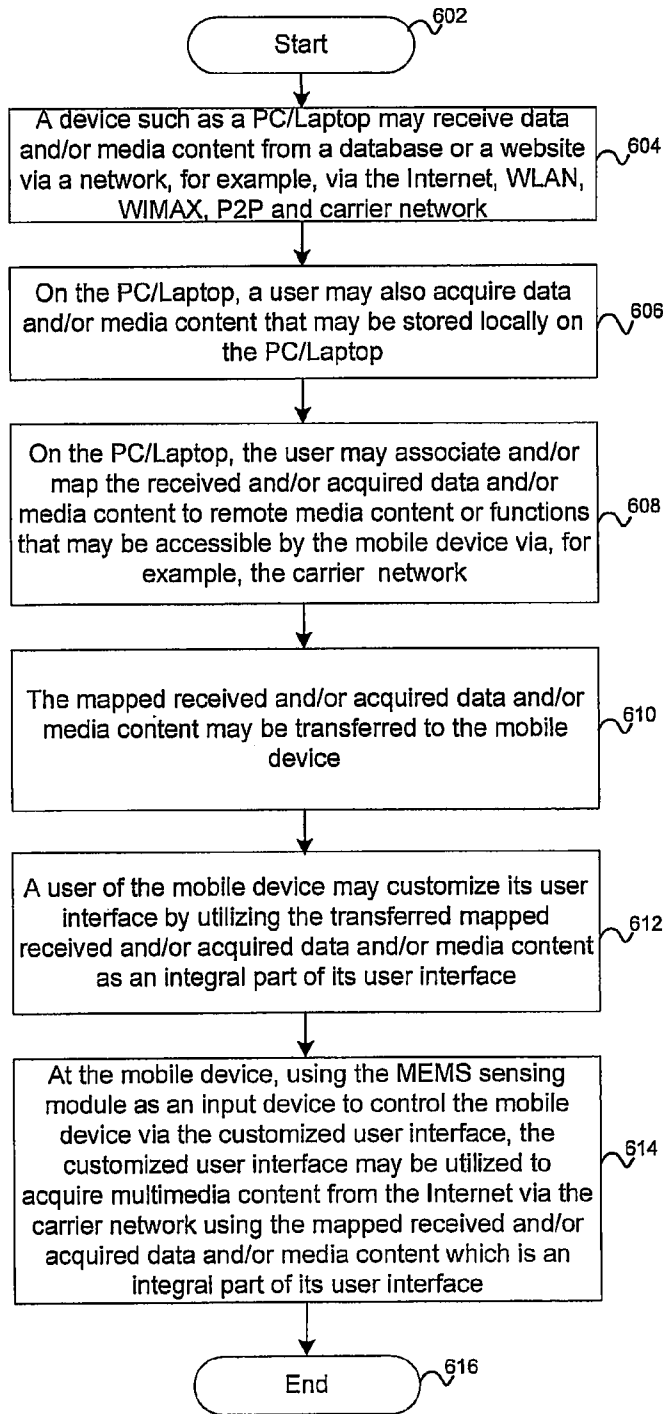 602
Start
A device such as a PC/Laptop may receive data
and/or media content from a database or a website
via a network, for example, via the Internet, WLAN,
WIMAX, P2P and carrier network
604
On the PC/Laptop, a user may also acquire data
and/or media content that may be stored locally on
the PC/Laptop
606
On the PC/Laptop, the user may associate and/or
map the received and/or acquired data and/or
media content to remote media content or functions
that may be accessible by the mobile device via, for
example, the carrier network
608
The mapped received and/or acquired data and/or
media content may be transferred to the mobile
device
610
A user of the mobile device may customize its user
interface by utilizing the transferred mapped
received and/or acquired data and/or media content
as an integral part of its user interface
612
At the mobile device, using the MEMS sensing
module as an input device to control the mobile
device via the customized user interface, the
customized user interface may be utilized to
acquire multimedia content from the Internet via the
carrier network using the mapped received and/or
acquired data and/or media content which is an
integral part of its user interface
614
End
616